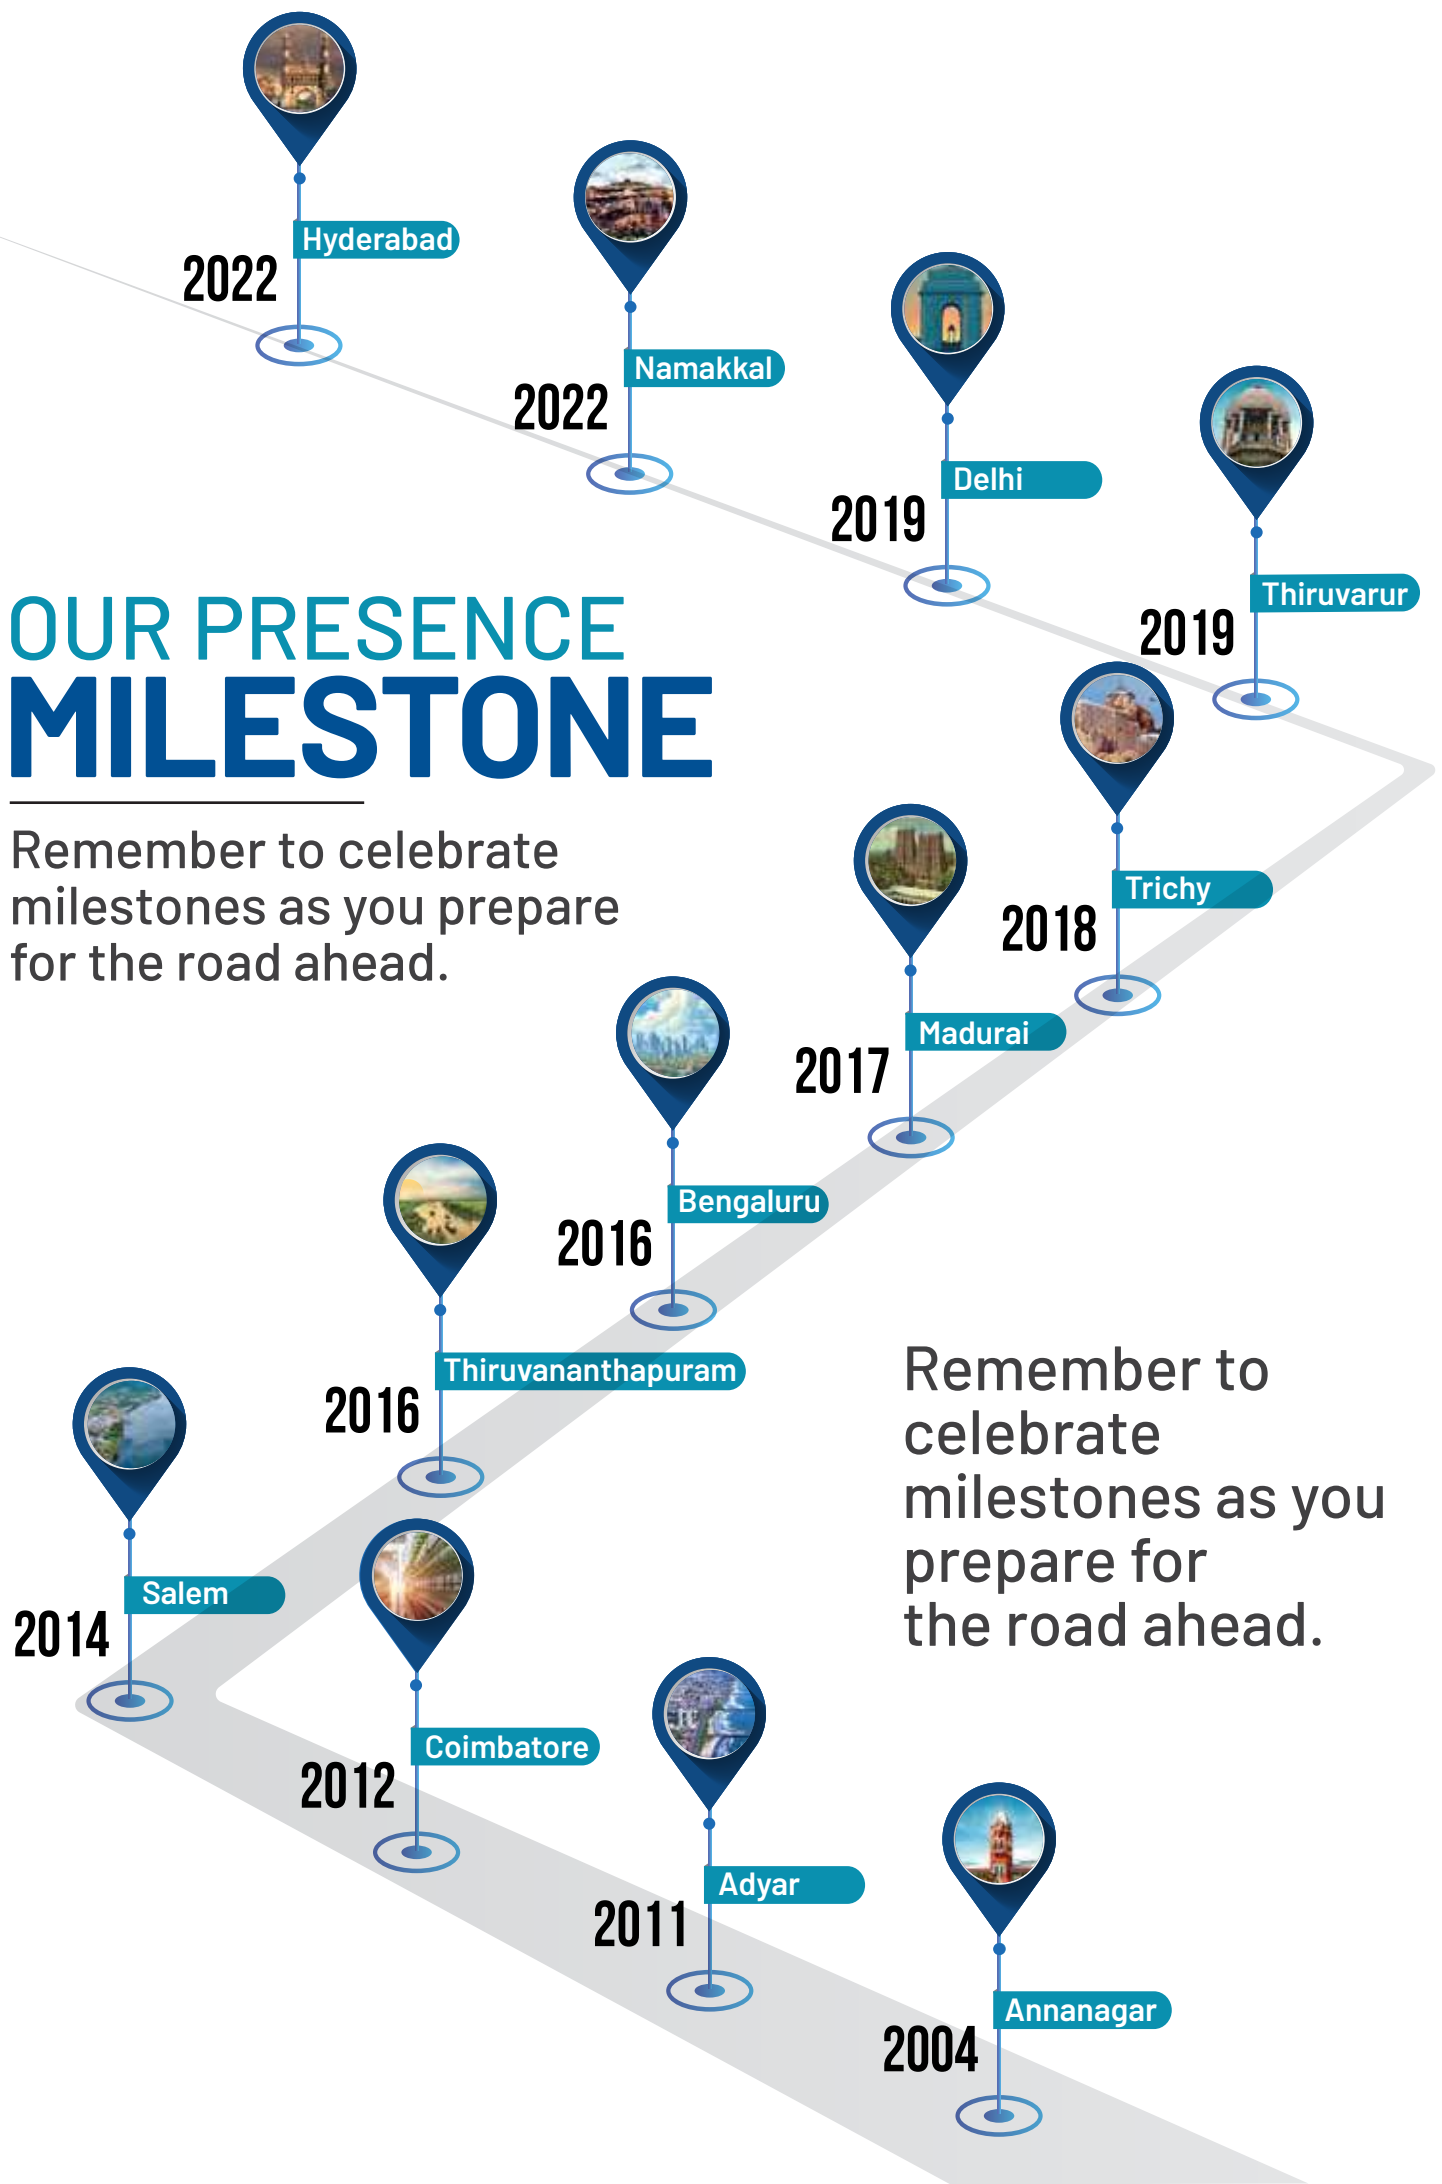 Hyderabad
2022
Namakkal
2022
Delhi
2019
Thiruvarur
2019
OUR PRESENCE
MILESTONE
Remember to celebrate
milestones as you prepare
for the road ahead.
Trichy
2018
Madurai
2017
Bengaluru
2016
Thiruvananthapuram
2016
Remember to
celebrate
milestones as you
prepare for
the road ahead.
Salem
2014
Coimbatore
2012
Adyar
2011
Annanagar
2004